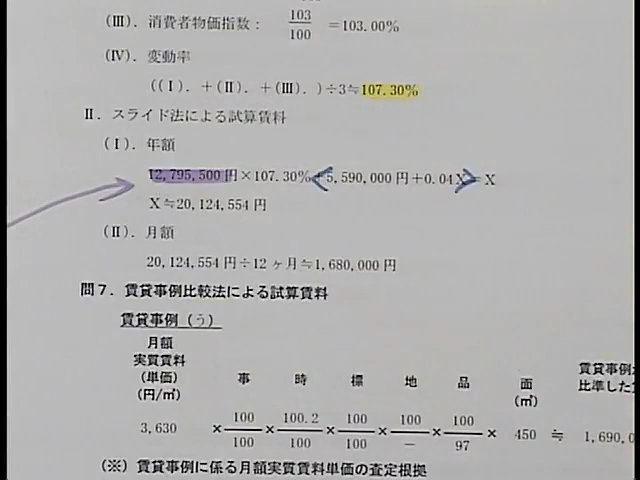 (Ⅲ). 消費者物価指数: 103/100 =103.00%
(Ⅳ). 変動率
((Ⅰ). +(Ⅱ). +(Ⅲ). )÷3≒107.30%
Ⅱ. スライド法による試算賃料
(Ⅰ). 年額
12,795,500円×107.30%+5,590,000円+0.04X=X
X≒20,124,554円
(Ⅱ). 月額
20,124,554円÷12ヶ月≒1,680,000円
問7. 賃貸事例比較法による試算賃料
賃貸事例(う)
月額
実質賃料
(単価)
(円/㎡)
事 時 標 地 品 面
(㎡)
賃貸事例
比準した
3,630 × 100/100 × 100.2/100 × 100/100 × 100/― × 100/97 × 450 ≒ 1,690,0
(※)賃貸事例に係る月額実質賃料単価の査定根拠